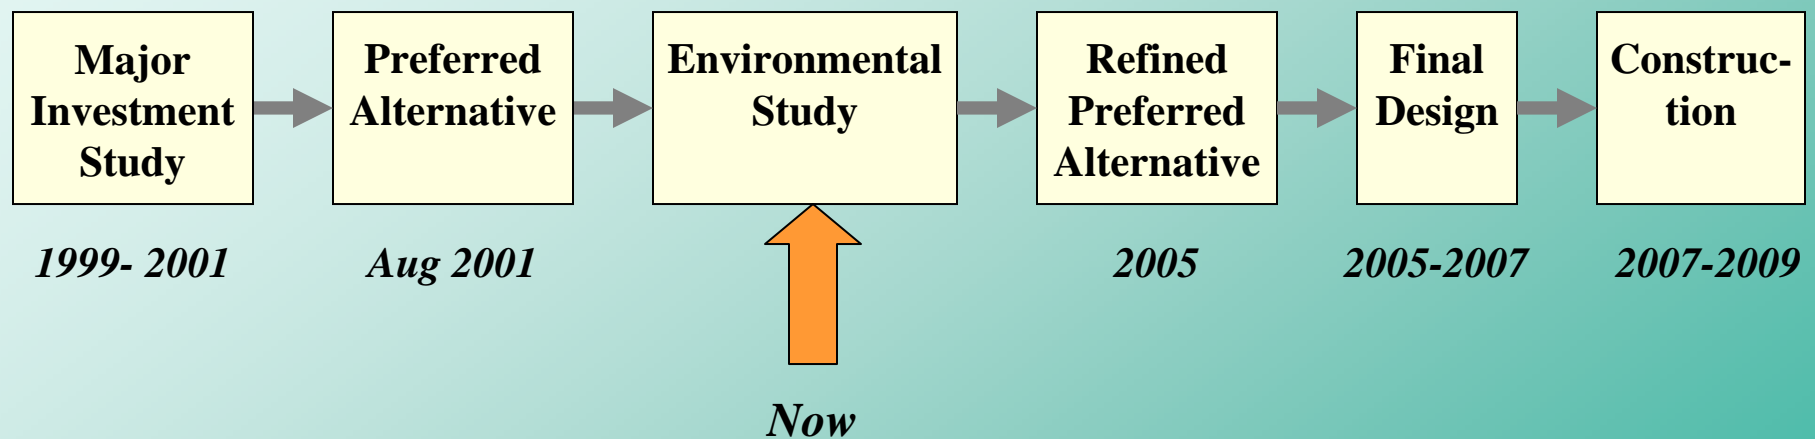 Major
Investment
Study
Preferred
Alternative
Environmental
Study
Refined
Preferred
Alternative
Final
Design
Construc-
tion
1999- 2001
Aug 2001
2005
2005-2007
2007-2009
Now